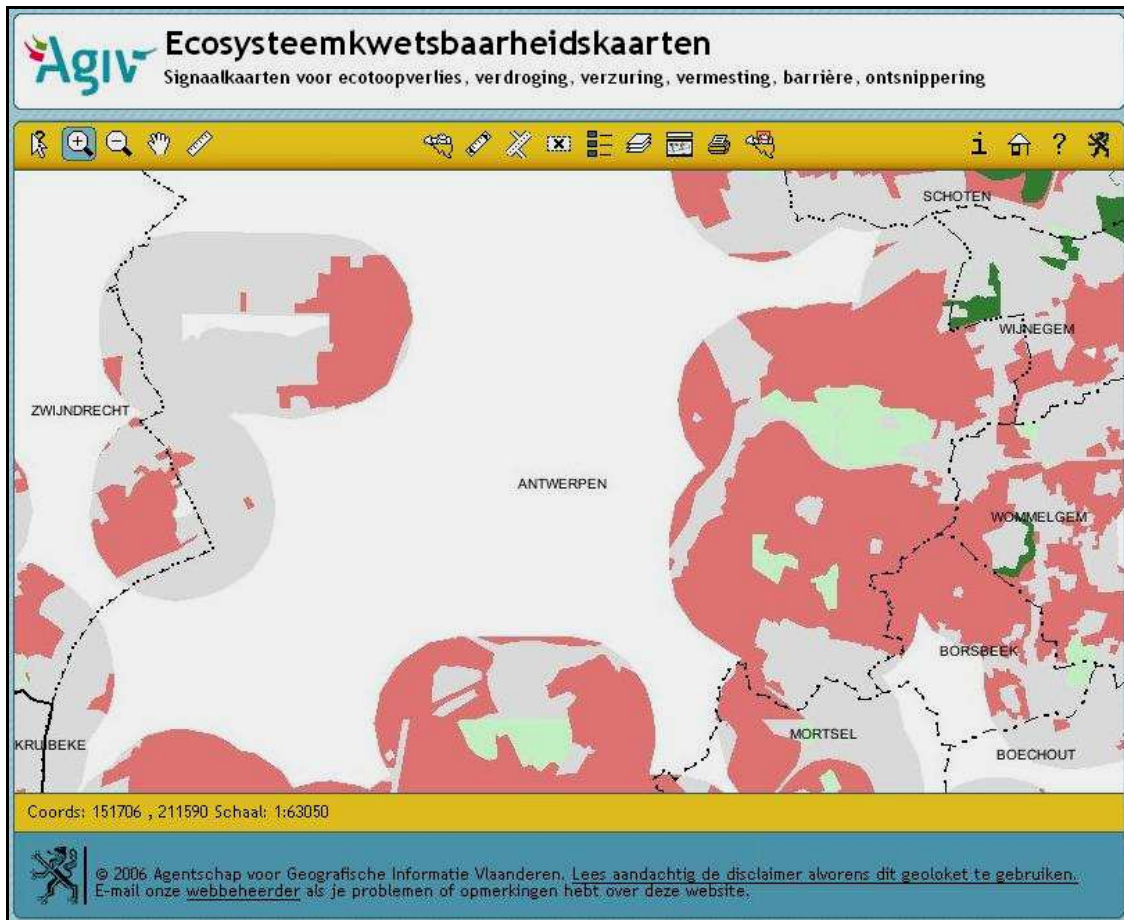 Agiv
Ecosysteemkwetsbaarheidskaarten
Signaalkaarten voor ecotoopverlies, verdroging, verzuring, vermesting, barrière, ontsnippering
i ?
SCHOTEN
WIJNEGEM
ZWIJNDRECHT
ANTWERPEN
WOMMELGEM
BORSBEEK
MORTSEL
KRUIBEKE
BOECHOUT
Coords: 151706 , 211590 Schaal: 1:63050
© 2006 Agentschap voor Geografische Informatie Vlaanderen. Lees aandachtig de disclaimer alvorens dit geoloket te gebruiken.
E-mail onze webbeheerder als je problemen of opmerkingen hebt over deze website.